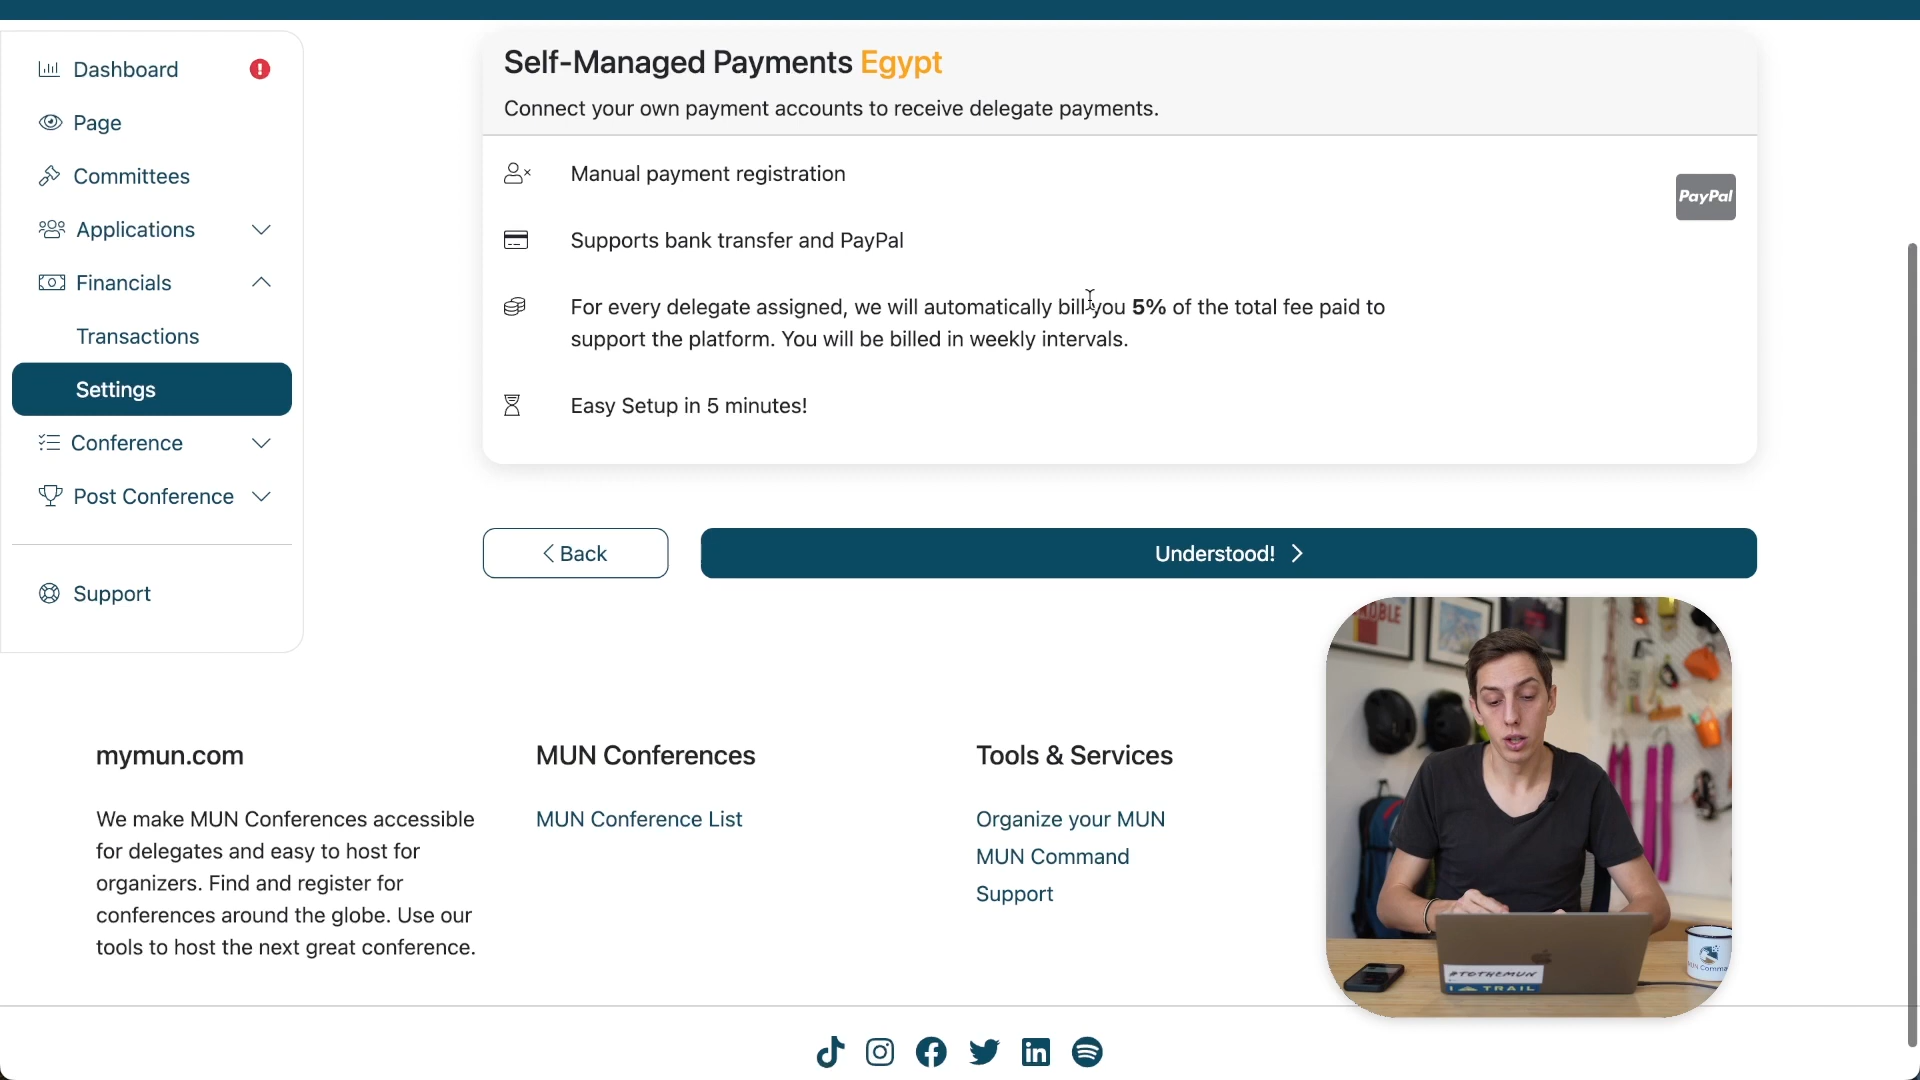 Dashboard
Page
Committees
Applications
Financials
Transactions
Settings
Conference
Post Conference
Support
Self-Managed Payments Egypt
Connect your own payment accounts to receive delegate payments.
Manual payment registration
PayPal
Supports bank transfer and PayPal
For every delegate assigned, we will automatically bill you 5% of the total fee paid to
support the platform. You will be billed in weekly intervals.
Easy Setup in 5 minutes!
Back
Understood!
mymun.com
We make MUN Conferences accessible
for delegates and easy to host for
organizers. Find and register for
conferences around the globe. Use our
tools to host the next great conference.
MUN Conferences
MUN Conference List
Tools & Services
Organize your MUN
MUN Command
Support
#TOTHEMUN
TRAIL